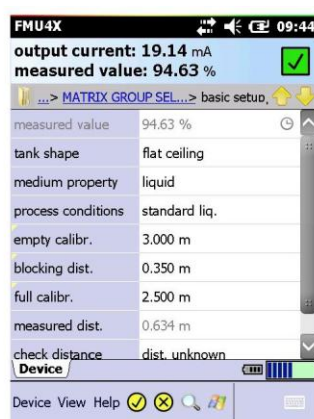 FMU4X 09:44
output current: 19.14 mA
measured value: 94.63 %
...> MATRIX GROUP SEL...> basic setup,
measured value 94.63 %
tank shape flat ceiling
medium property liquid
process conditions standard liq.
empty calibr. 3.000 m
blocking dist. 0.350 m
full calibr. 2.500 m
measured dist. 0.634 m
check distance dist. unknown
Device
Device View Help